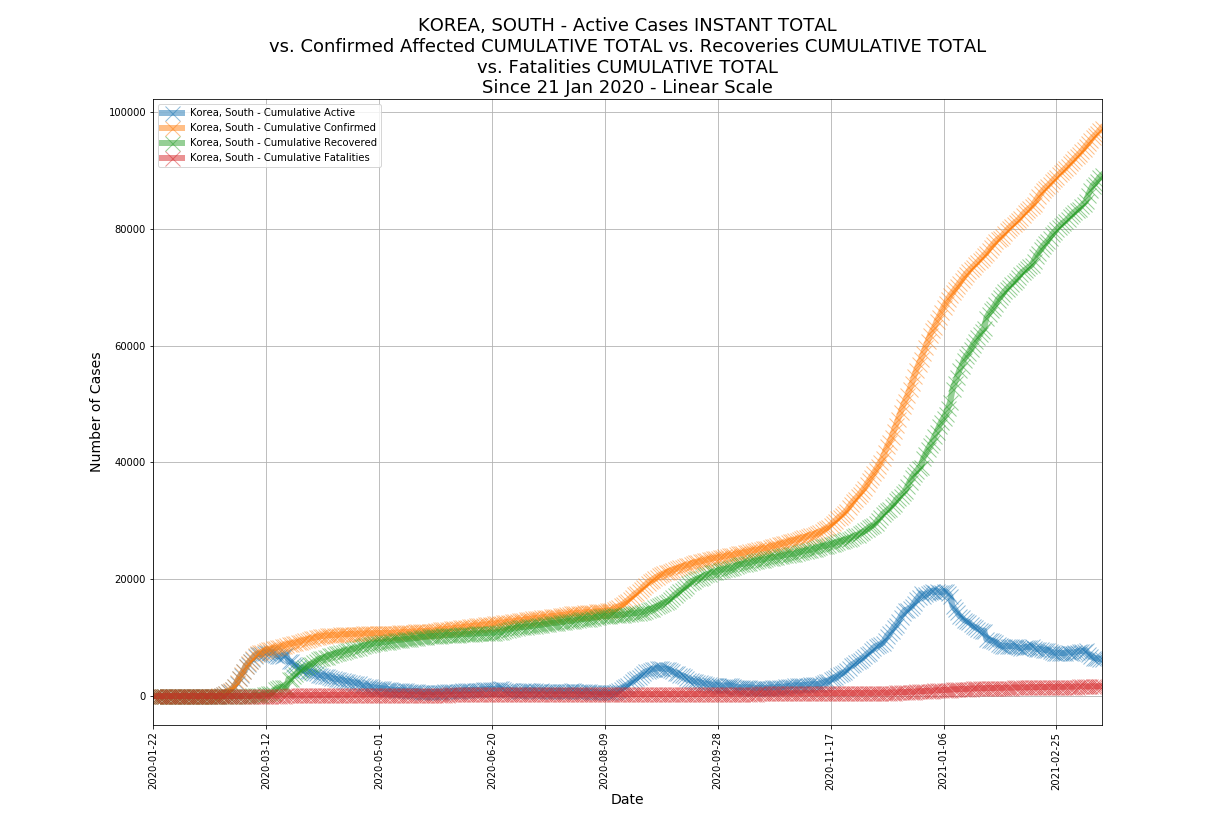 KOREA, SOUTH - Active Cases INSTANT TOTAL
vs. Confirmed Affected CUMULATIVE TOTAL vs. Recoveries CUMULATIVE TOTAL
vs. Fatalities CUMULATIVE TOTAL
Since 21 Jan 2020 - Linear Scale
Korea, South - Cumulative Active
Korea, South - Cumulative Confirmed
Korea, South - Cumulative Recovered
Korea, South - Cumulative Fatalities
Number of Cases
100000
80000
60000
40000
20000
0
2020-01-22
2020-03-12
2020-05-01
2020-06-20
2020-08-09
2020-09-28
2020-11-17
2021-01-06
2021-02-25
Date